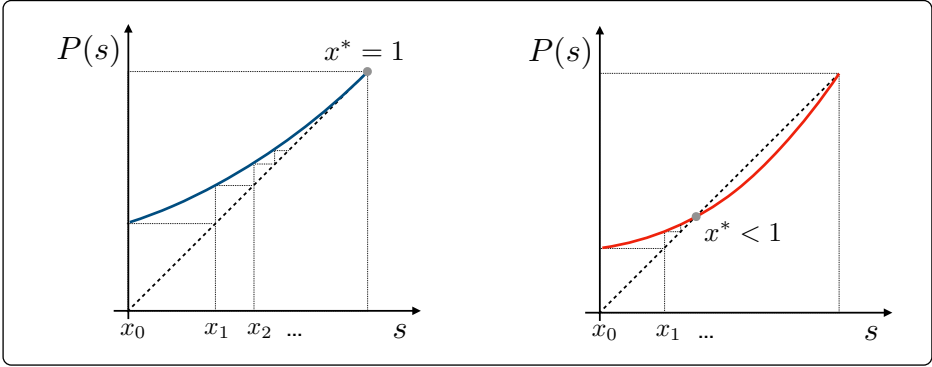 P(s)
x* = 1
x₀ x₁ x₂ ... s
P(s)
x* < 1
x₀ x₁ ... s